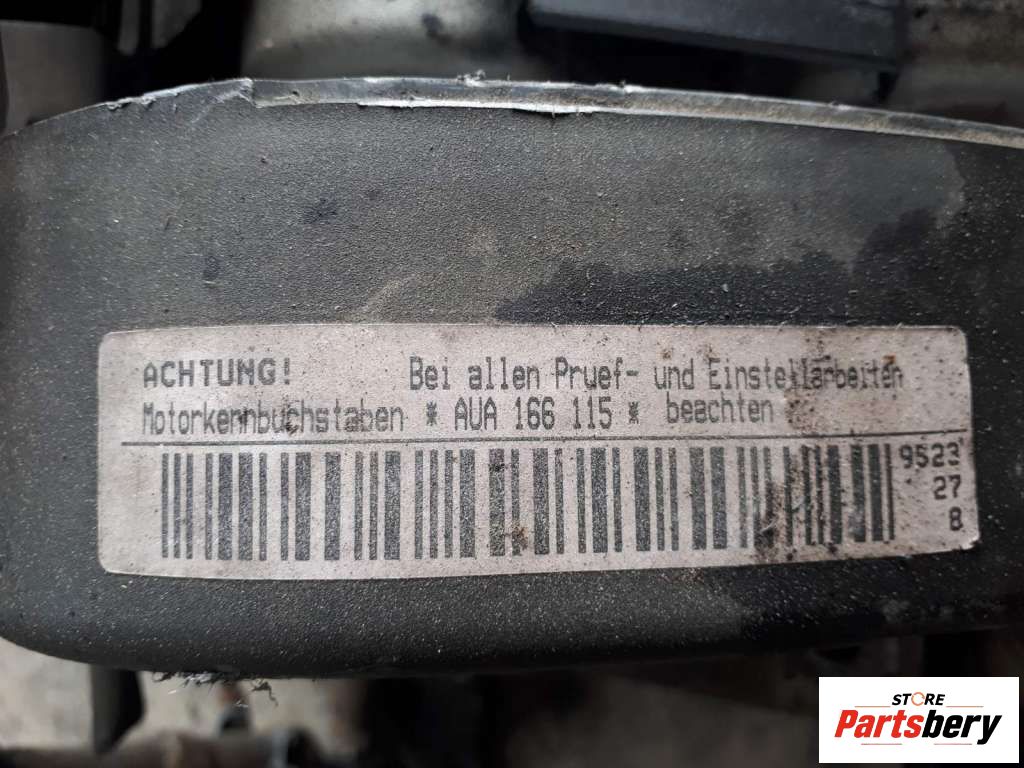 ACHTUNG! Bei allen Pruef- und Einstellarbeiten
Motorkennbuchstaben * AUA 166 115 * beachten
9523
27
8
STORE
Partsbery